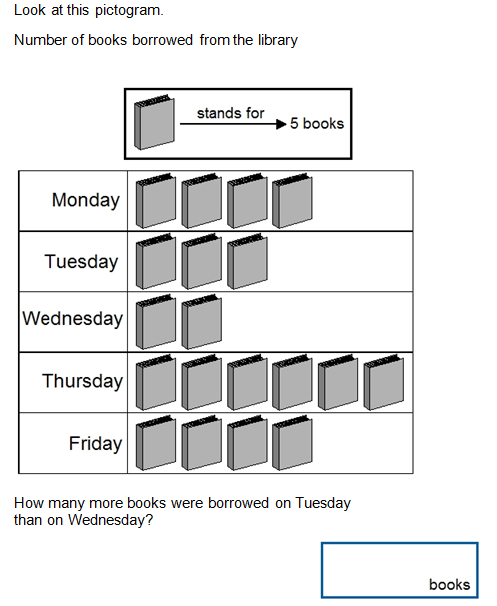 Look at this pictogram.
Number of books borrowed from the library
stands for
5 books
Monday
Tuesday
Wednesday
Thursday
Friday
How many more books were borrowed on Tuesday
than on Wednesday?
books